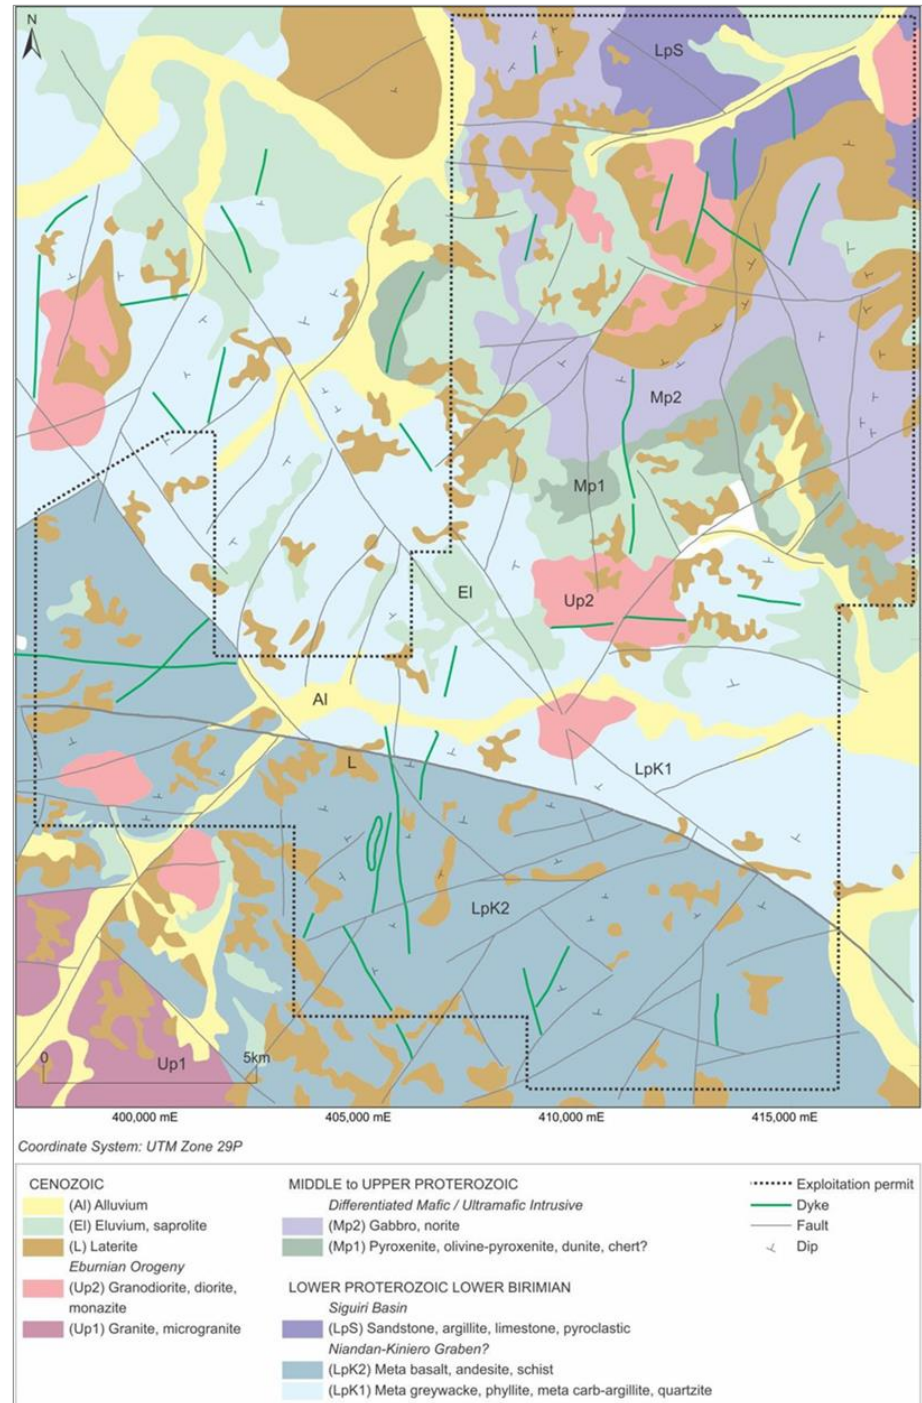 N
LpS
Mp2
Mp1
El
Up2
Al
LpK1
L
LpK2
Up1
0 5km
400,000 mE 405,000 mE 410,000 mE 415,000 mE
Coordinate System: UTM Zone 29P
CENOZOIC
(Al) Alluvium
(El) Eluvium, saprolite
(L) Laterite
Eburnian Orogeny
(Up2) Granodiorite, diorite,
monazite
(Up1) Granite, microgranite
MIDDLE to UPPER PROTEROZOIC
Differentiated Mafic / Ultramafic Intrusive
(Mp2) Gabbro, norite
(Mp1) Pyroxenite, olivine-pyroxenite, dunite, chert?
LOWER PROTEROZOIC LOWER BIRIMIAN
Siguiri Basin
(LpS) Sandstone, argillite, limestone, pyroclastic
Niandan-Kiniero Graben?
(LpK2) Meta basalt, andesite, schist
(LpK1) Meta greywacke, phyllite, meta carb-argillite, quartzite
Exploitation permit
Dyke
Fault
Dip